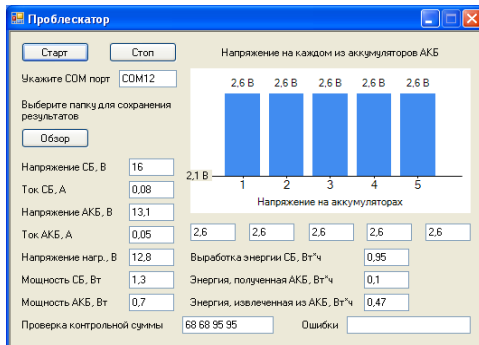 Проблескатор
Старт Стоп Напряжение на каждом из аккумуляторов АКБ
Укажите COM порт COM12
2,6 В 2,6 В 2,6 В 2,6 В 2,6 В
Выберите папку для сохранения
результатов
Обзор
Напряжение СБ, В 16
2,1 В
1 2 3 4 5
Ток СБ, А 0,08
Напряжение на аккумуляторах
Напряжение АКБ, В 13,1
Ток АКБ, А 0,05 2,6 2,6 2,6 2,6 2,6
Напряжение нагр., В 12,8 Выработка энергии СБ, Вт*ч 0,95
Мощность СБ, Вт 1,3 Энергия, полученная АКБ, Вт*ч 0,1
Мощность АКБ, Вт 0,7 Энергия, извлеченная из АКБ, Вт*ч 0,47
Проверка контрольной суммы 68 68 95 95 Ошибки